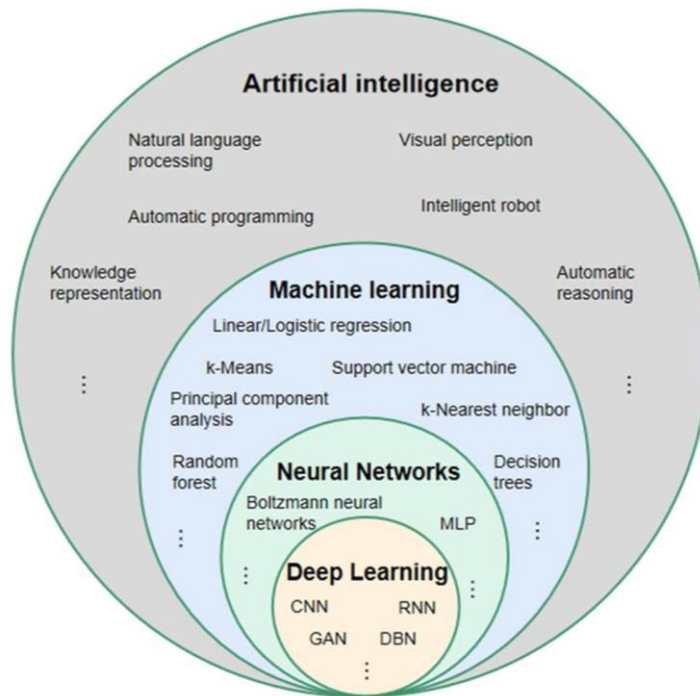 Artificial intelligence
Natural language
processing
Visual perception
Automatic programming
Intelligent robot
Knowledge
representation
Automatic
reasoning
Machine learning
Linear/Logistic regression
k-Means
Support vector machine
Principal component
analysis
k-Nearest neighbor
Random
forest
Decision
trees
Neural Networks
Boltzmann neural
networks
MLP
Deep Learning
CNN
RNN
GAN
DBN